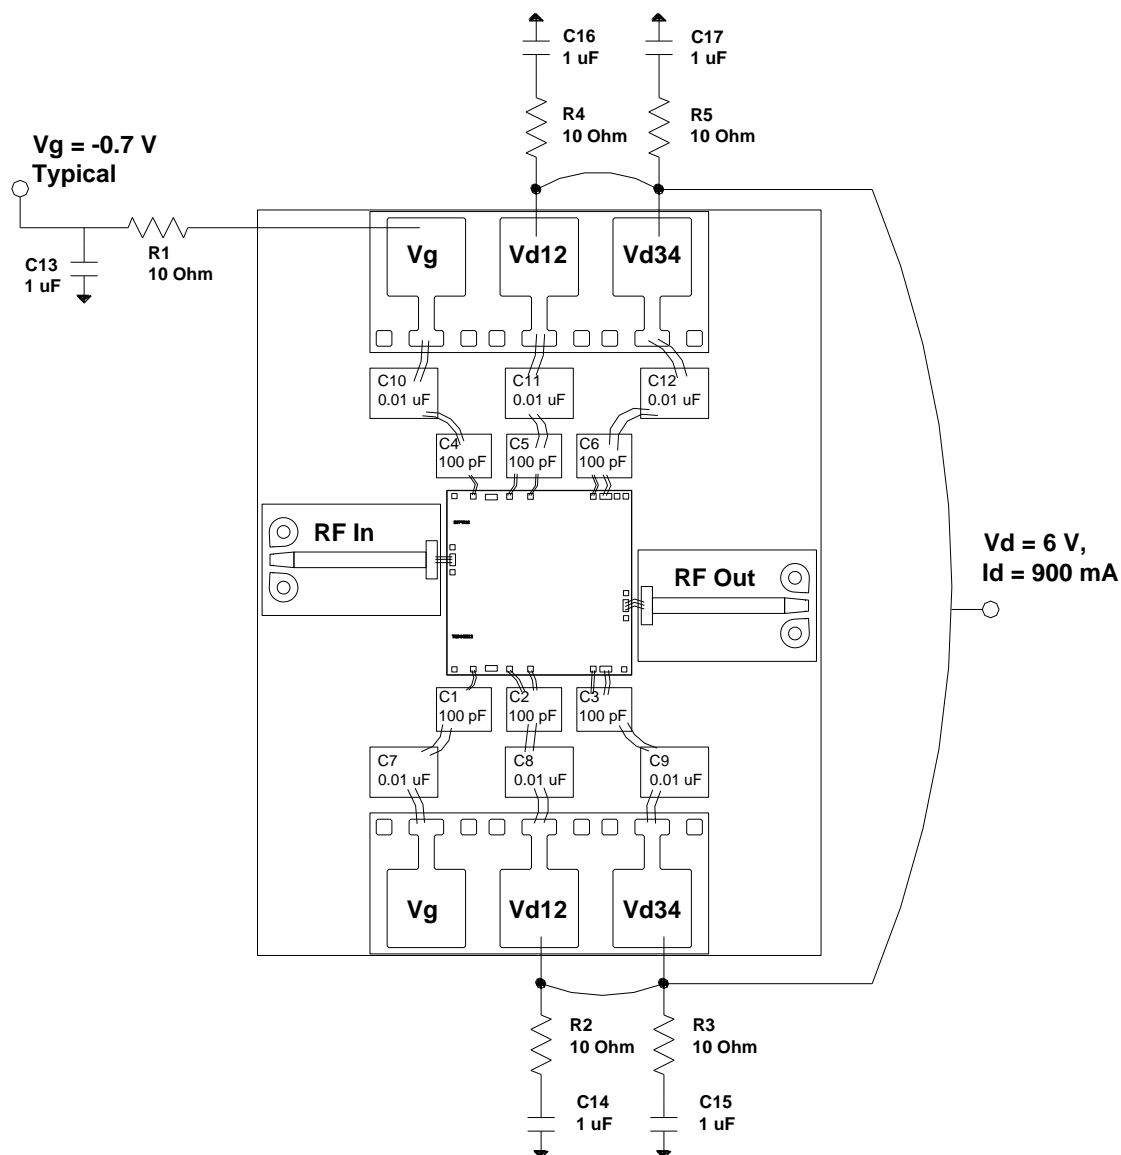 C16
1 uF
C17
1 uF
R4
10 Ohm
R5
10 Ohm
Vg = -0.7 V
Typical
R1
10 Ohm
C13
1 uF
Vg
Vd12
Vd34
C10
0.01 uF
C11
0.01 uF
C12
0.01 uF
C4
100 pF
C5
100 pF
C6
100 pF
RF In
RF Out
Vd = 6 V,
Id = 900 mA
C1
100 pF
C2
100 pF
C3
100 pF
C7
0.01 uF
C8
0.01 uF
C9
0.01 uF
Vg
Vd12
Vd34
R2
10 Ohm
R3
10 Ohm
C14
1 uF
C15
1 uF